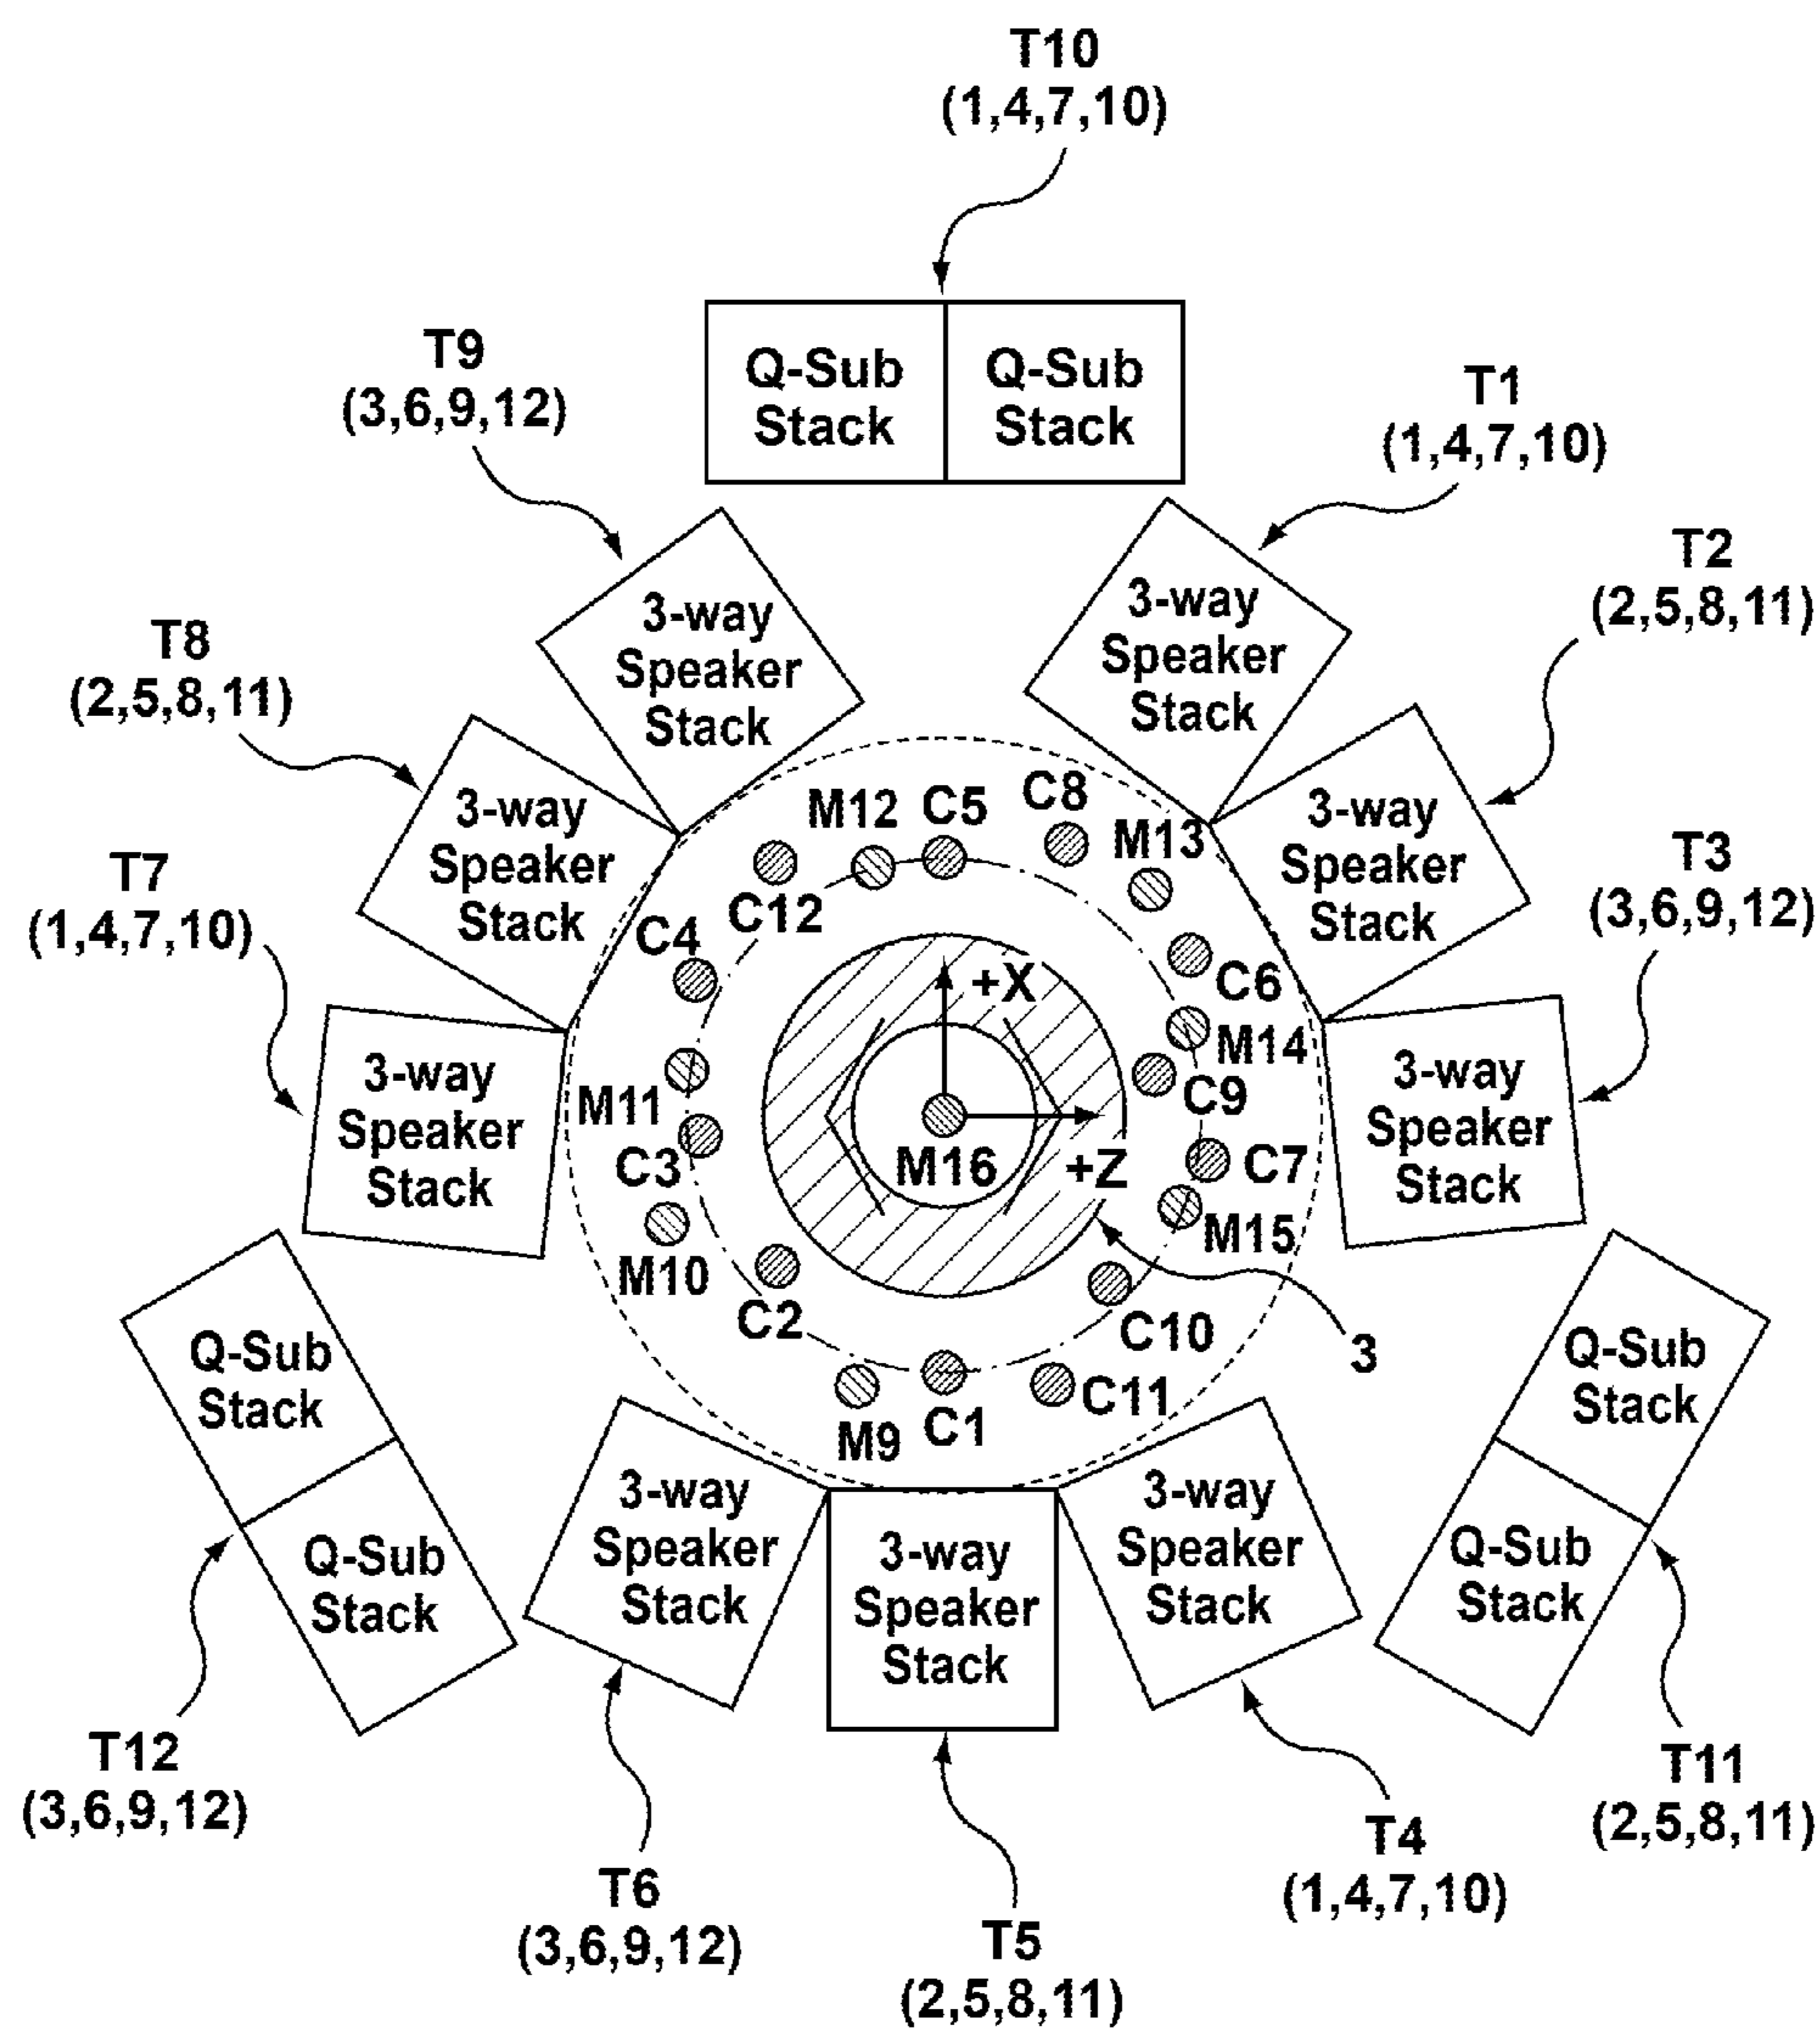 T10
(1,4,7,10)
Q-Sub
Stack
Q-Sub
Stack
T9
(3,6,9,12)
T1
(1,4,7,10)
3-way
Speaker
Stack
3-way
Speaker
Stack
T2
(2,5,8,11)
T8
(2,5,8,11)
3-way
Speaker
Stack
3-way
Speaker
Stack
T3
(3,6,9,12)
T7
(1,4,7,10)
3-way
Speaker
Stack
3-way
Speaker
Stack
M12
C5
C8
M13
C12
C4
C6
M14
C9
+X
M11
C3
M16
+Z
C7
M15
M10
C2
C10
3
M9
C1
C11
Q-Sub
Stack
Q-Sub
Stack
Q-Sub
Stack
Q-Sub
Stack
3-way
Speaker
Stack
3-way
Speaker
Stack
3-way
Speaker
Stack
T12
(3,6,9,12)
T11
(2,5,8,11)
T6
(3,6,9,12)
T4
(1,4,7,10)
T5
(2,5,8,11)